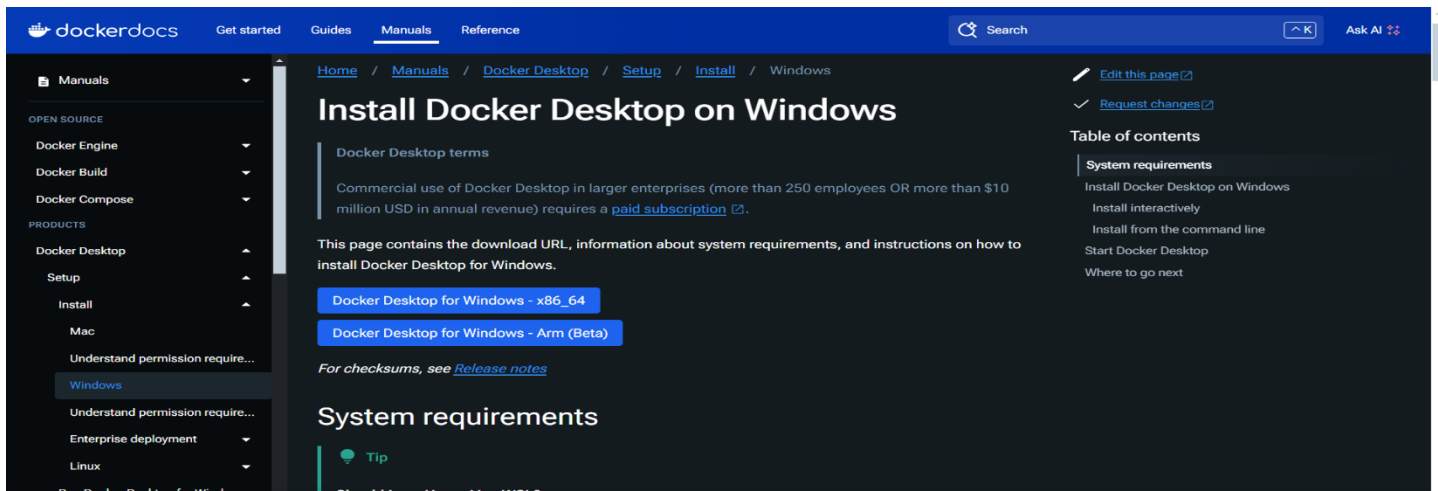 dockerdocs Get started Guides Manuals Reference Search ^ K Ask AI
Manuals
OPEN SOURCE
Docker Engine
Docker Build
Docker Compose
PRODUCTS
Docker Desktop
Setup
Install
Mac
Understand permission require...
Windows
Understand permission require...
Enterprise deployment
Linux
Home / Manuals / Docker Desktop / Setup / Install / Windows
Install Docker Desktop on Windows
Docker Desktop terms
Commercial use of Docker Desktop in larger enterprises (more than 250 employees OR more than $10
million USD in annual revenue) requires a paid subscription.
This page contains the download URL, information about system requirements, and instructions on how to
install Docker Desktop for Windows.
Docker Desktop for Windows - x86_64
Docker Desktop for Windows - Arm (Beta)
For checksums, see Release notes
System requirements
Tip
Edit this page
Request changes
Table of contents
System requirements
Install Docker Desktop on Windows
Install interactively
Install from the command line
Start Docker Desktop
Where to go next